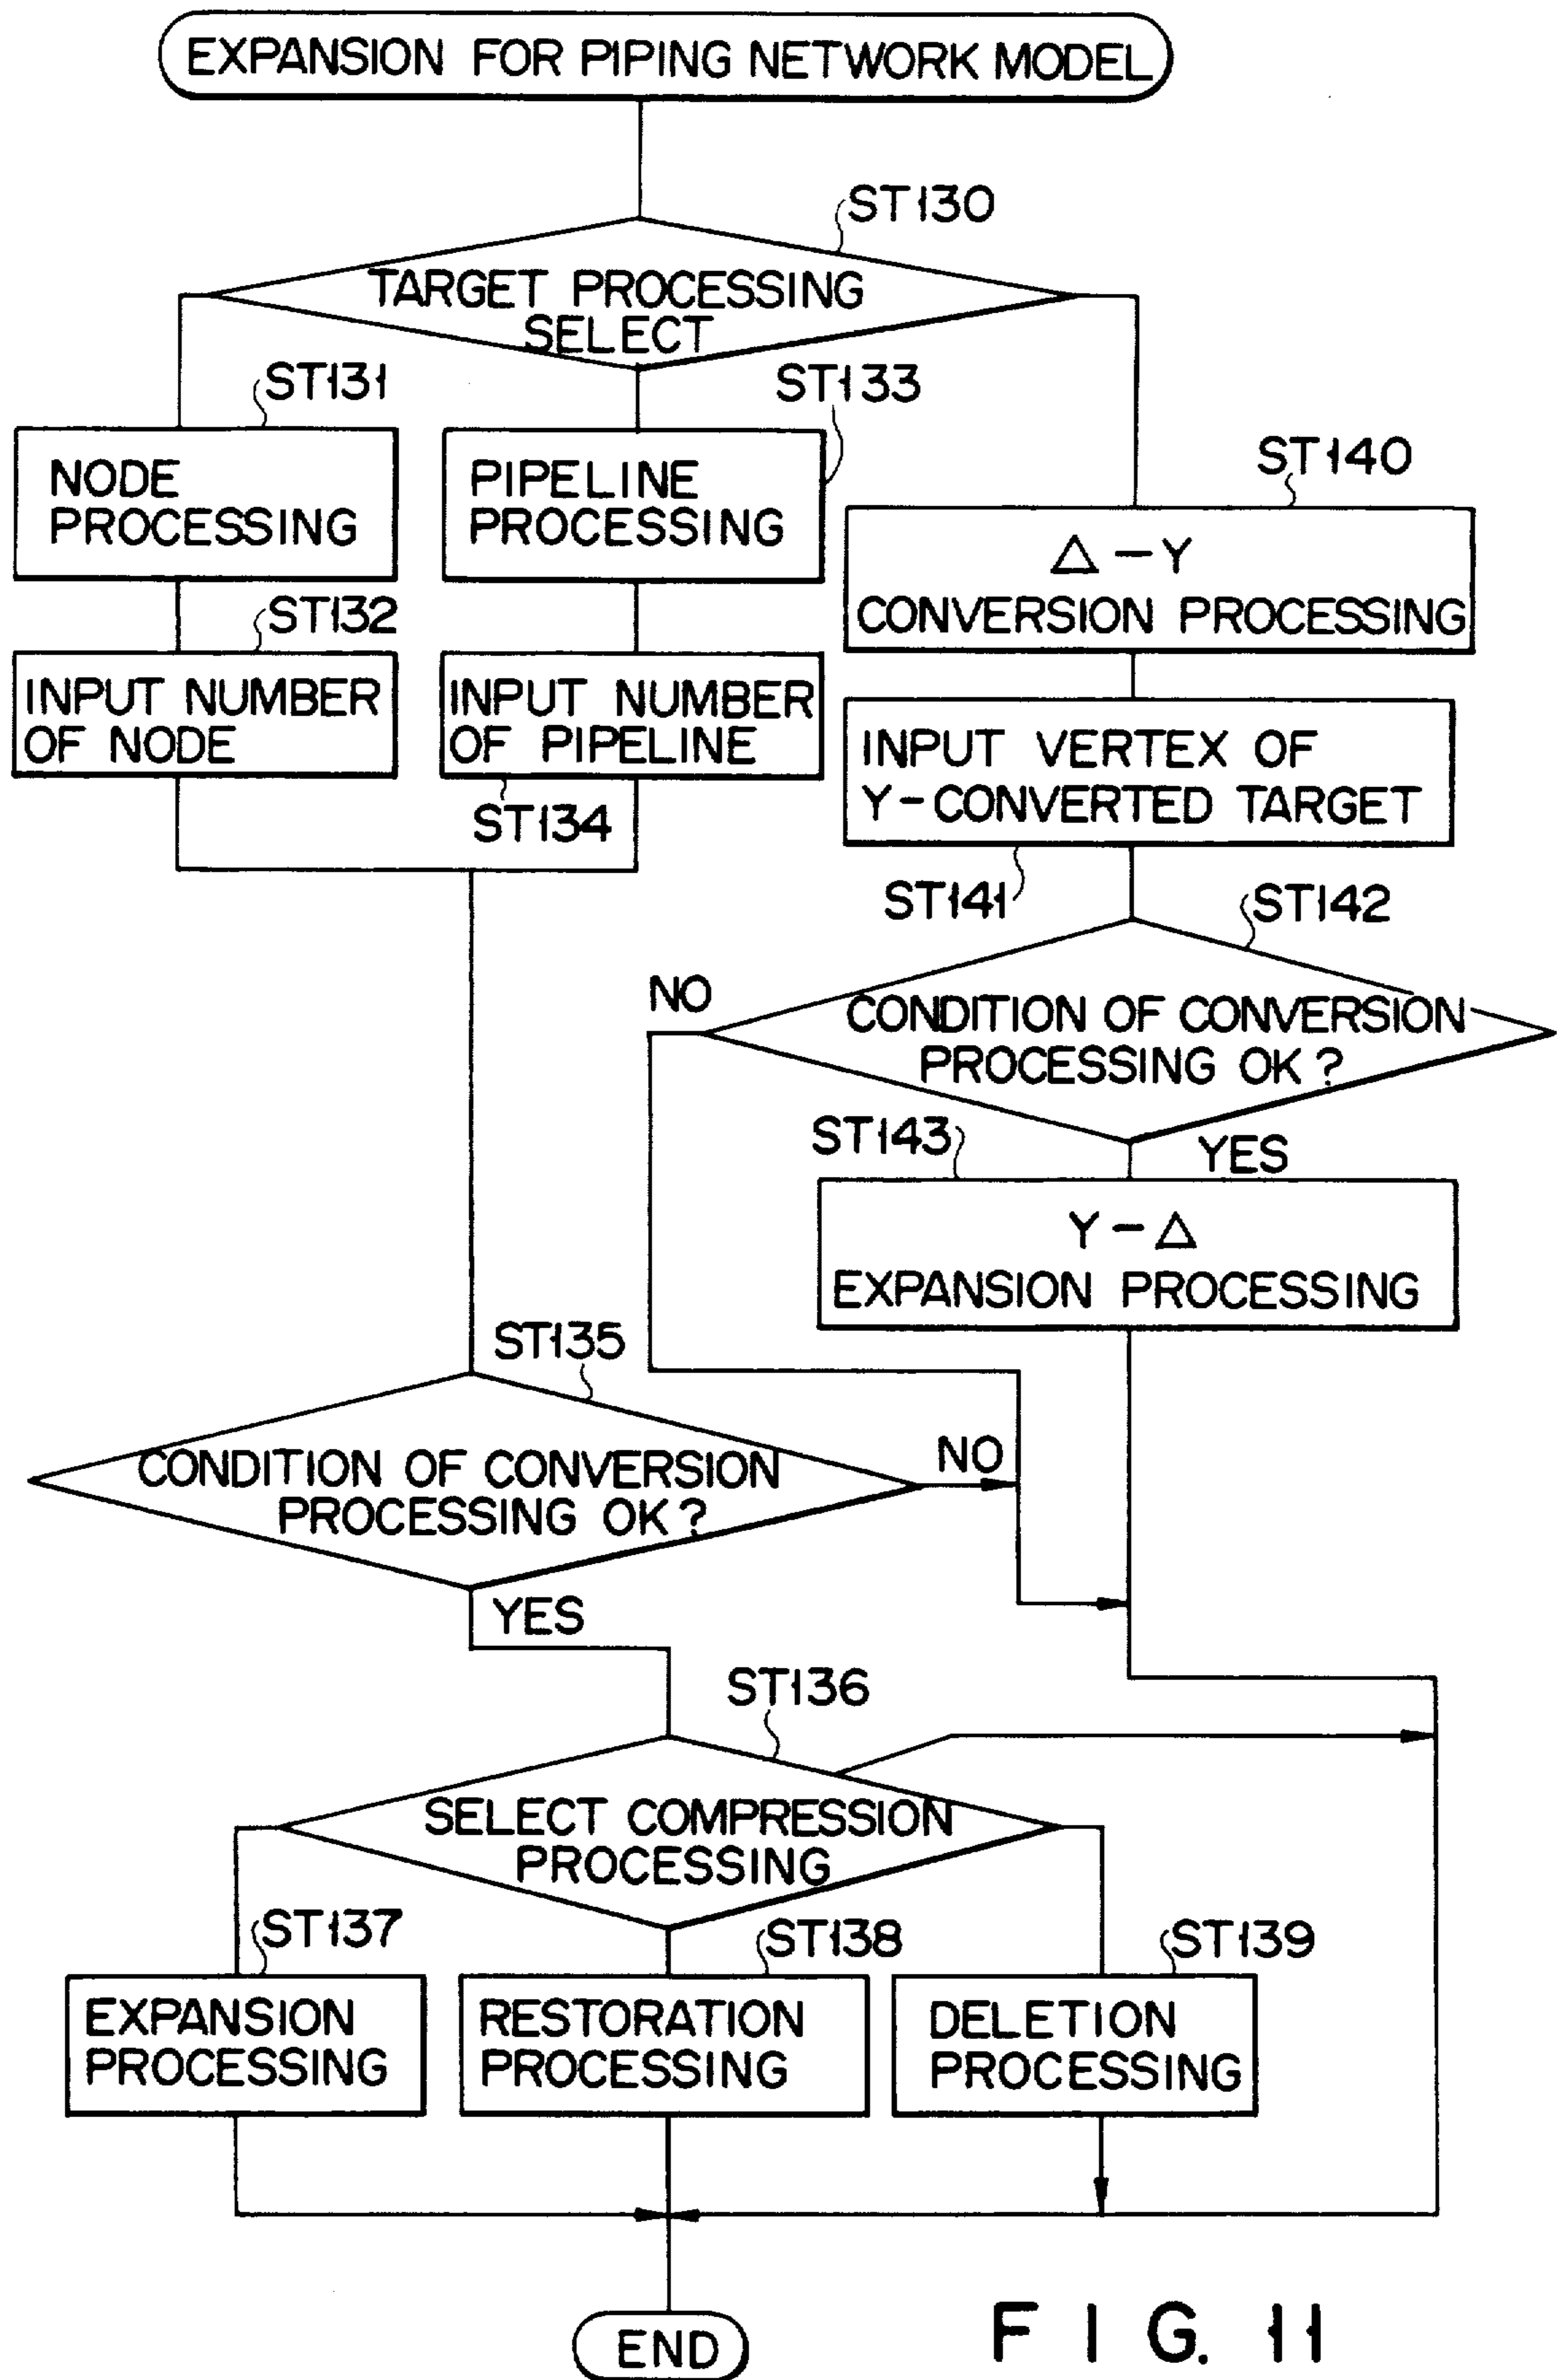 EXPANSION FOR PIPING NETWORK MODEL
ST130
TARGET PROCESSING
SELECT
ST131
NODE
PROCESSING
ST133
PIPELINE
PROCESSING
ST140
△-Y
CONVERSION PROCESSING
ST132
INPUT NUMBER
OF NODE
INPUT NUMBER
OF PIPELINE
ST134
INPUT VERTEX OF
Y-CONVERTED TARGET
ST141
ST142
NO
CONDITION OF CONVERSION
PROCESSING OK?
YES
ST143
Y-△
EXPANSION PROCESSING
ST135
CONDITION OF CONVERSION
PROCESSING OK?
NO
YES
ST136
SELECT COMPRESSION
PROCESSING
ST137
EXPANSION
PROCESSING
ST138
RESTORATION
PROCESSING
ST139
DELETION
PROCESSING
END
FIG. 11